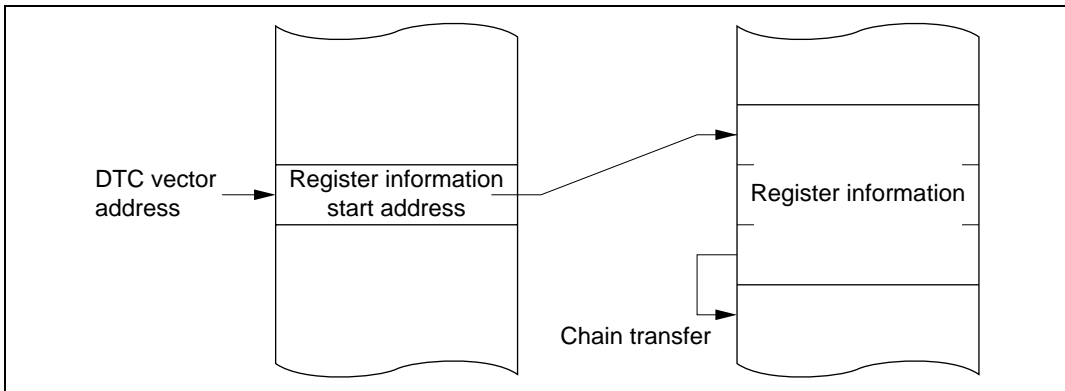 DTC vector
address
Register information
start address
Register information
Chain transfer